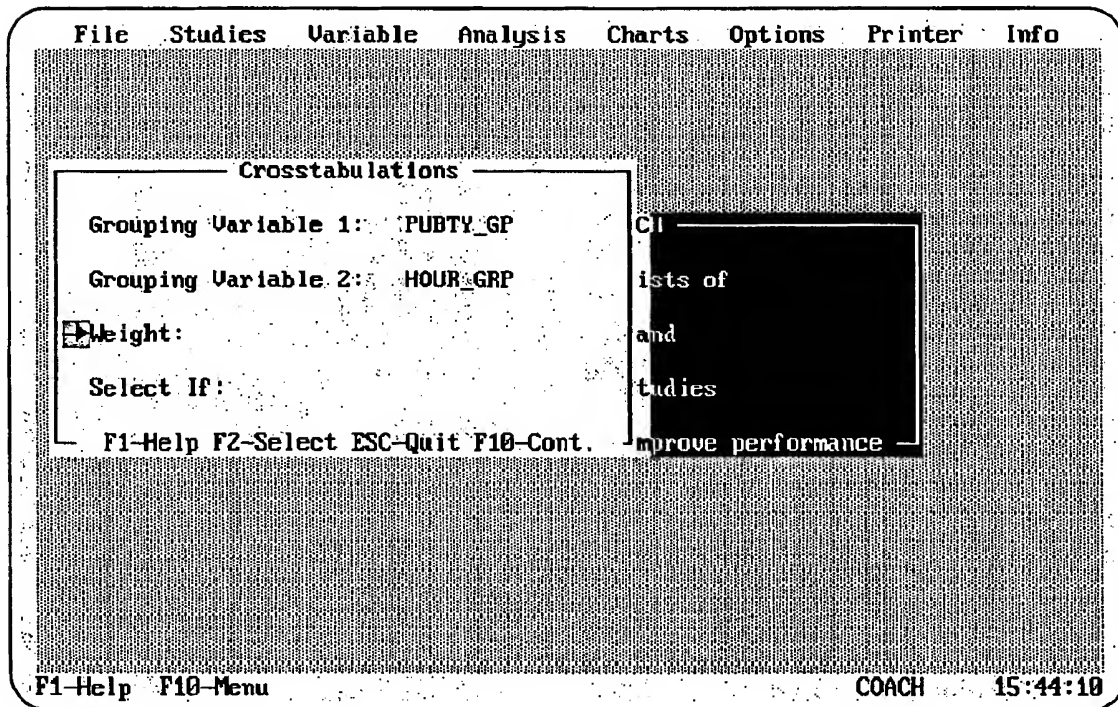 File Studies Variable Analysis Charts Options Printer Info
Crosstabulations
Grouping Variable 1: PUBTY_GP
Grouping Variable 2: HOUR_GRP
Weight:
Select If:
F1-Help F2-Select ESC-Quit F10-Cont.
ists of
and
tudies
mprove performance
F1-Help F10-Menu COACH 15:44:10